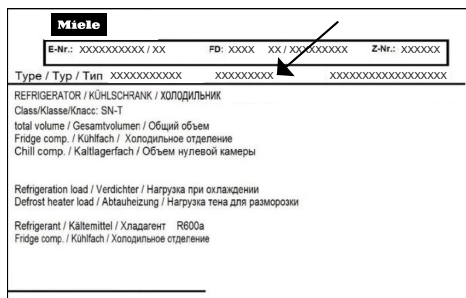 Miele
E-Nr.: XXXXXXXXXX / XX FD: XXXX XX / XXXXXXXXX Z-Nr.: XXXXXX
Type / Typ / Тип XXXXXXXXXXX XXXXXXXXX XXXXXXXXXXXXXXXXXX
REFRIGERATOR / KÜHLSCHRANK / ХОЛОДИЛЬНИК
Class/Klasse/Класс: SN-T
total volume / Gesamtvolumen / Общий объем
Fridge comp. / Kühlfach / Холодильное отделение
Chill comp. / Kaltlagerfach / Объем нулевой камеры
Refrigeration load / Verdichter / Нагрузка при охлаждении
Defrost heater load / Abtauheizung / Нагрузка тена для разморозки
Refrigerant / Kältemittel / Хладагент R600a
Fridge comp. / Kühlfach / Холодильное отделение